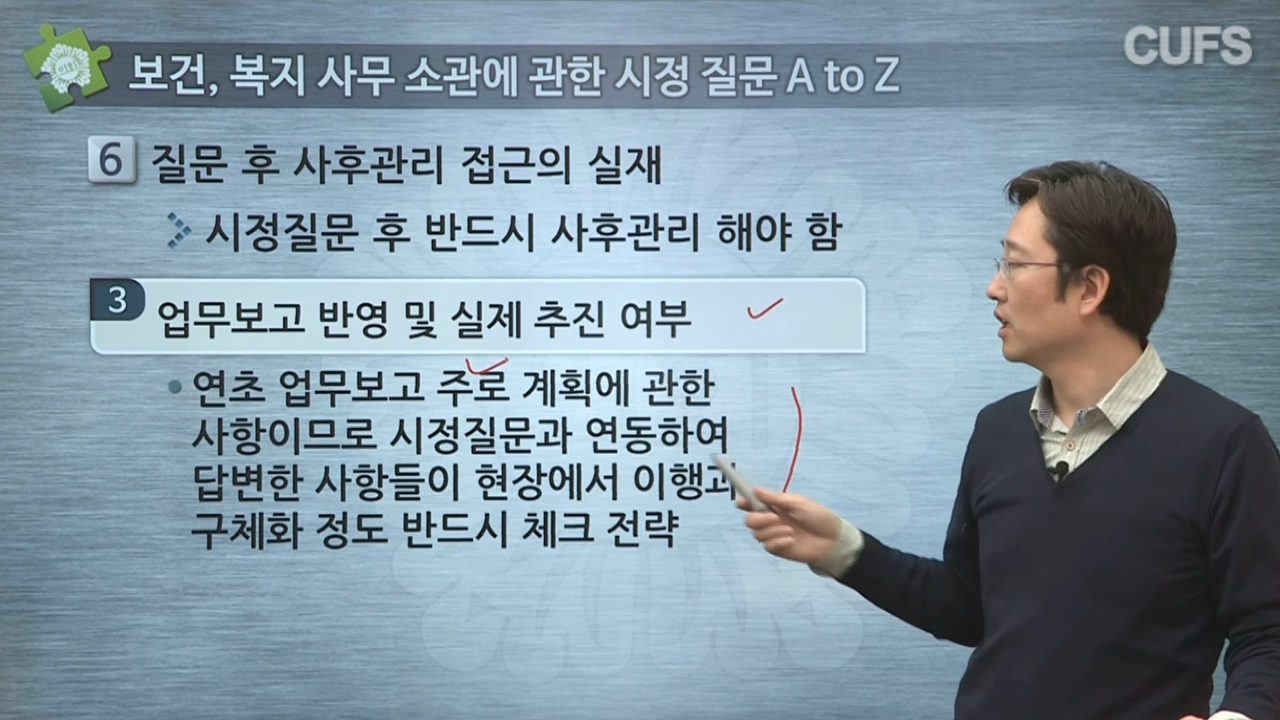 CUFS
보건, 복지 사무 소관에 관한 시정 질문 A to Z
6 질문 후 사후관리 접근의 실재
시정질문 후 반드시 사후관리 해야 함
3
업무보고 반영 및 실제 추진 여부
연초 업무보고 주로 계획에 관한
사항이므로 시정질문과 연동하여
답변한 사항들이 현장에서 이행과
구체화 정도 반드시 체크 전략